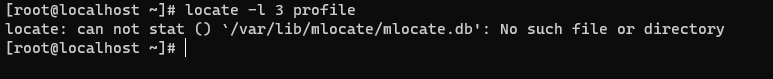 [root@localhost ~]# locate -l 3 profile
locate: can not stat () `/var/lib/mlocate/mlocate.db': No such file or directory
[root@localhost ~]#